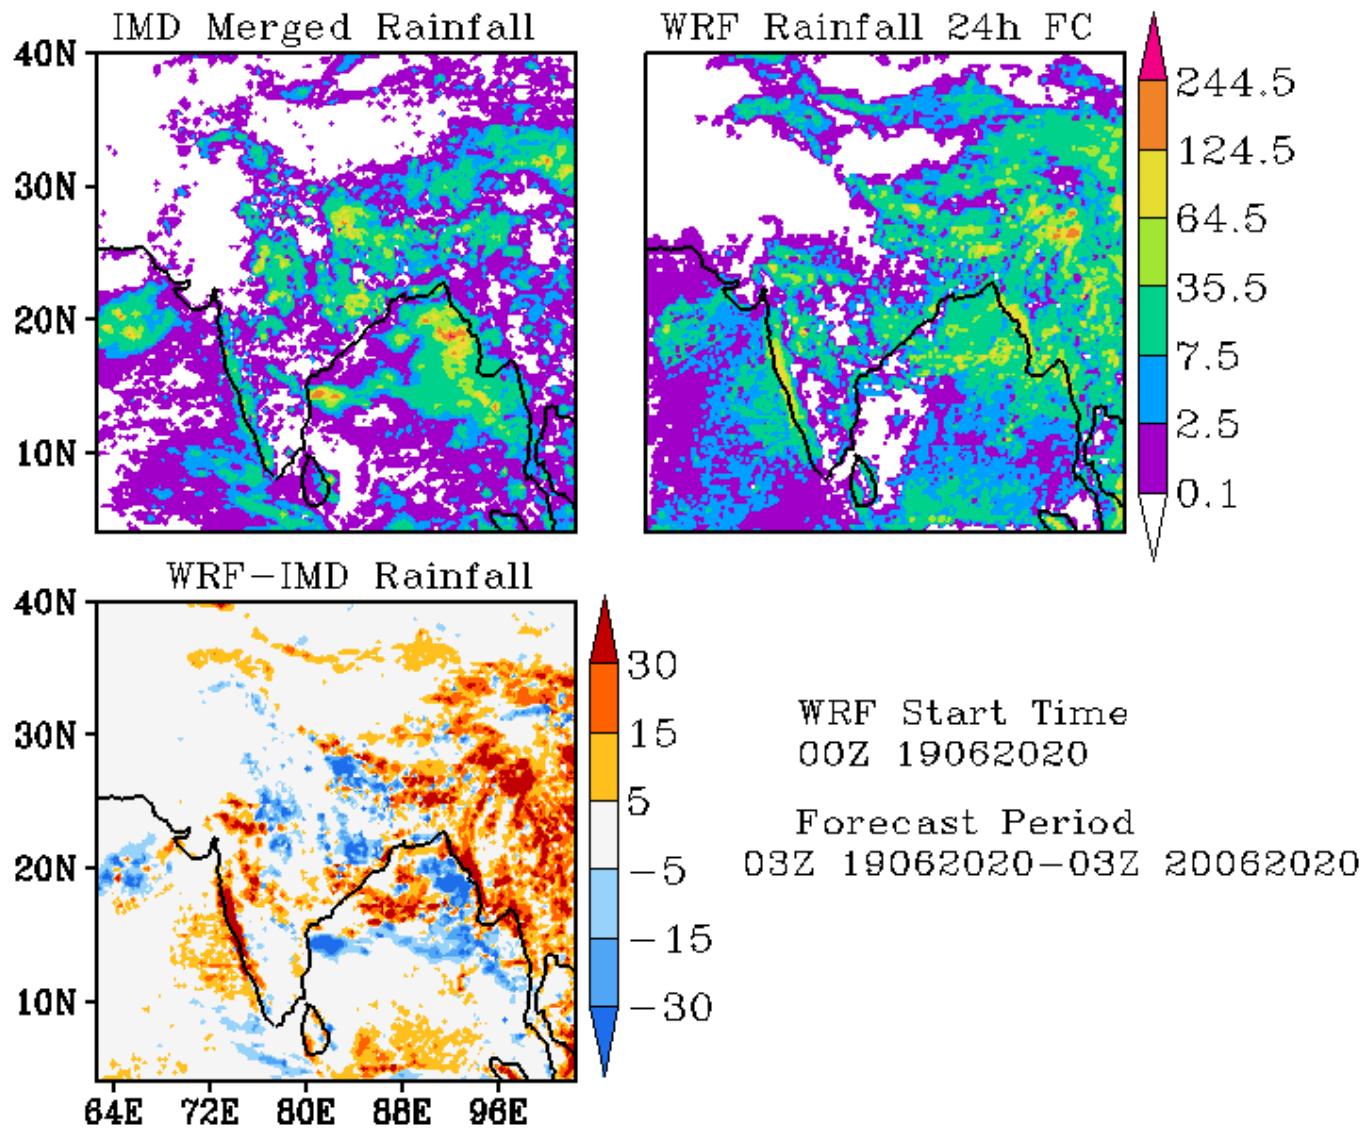 IMD Merged Rainfall
40N
30N
20N
10N
WRF Rainfall 24h FC
244.5
124.5
64.5
35.5
7.5
2.5
0.1
WRF-IMD Rainfall
40N
30N
20N
10N
64E 72E 80E 88E 96E
30
15
5
-5
-15
-30
WRF Start Time
00Z 19062020
Forecast Period
03Z 19062020-03Z 20062020